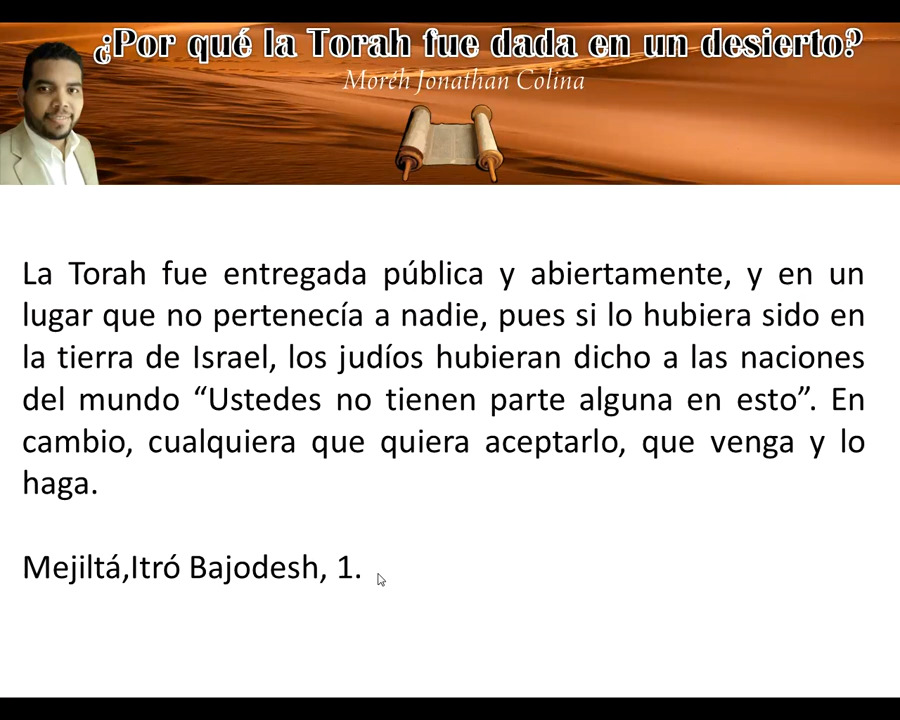 ¿Por qué la Torah fue dada en un desierto?
Moréh Jonathan Colina
La Torah fue entregada pública y abiertamente, y en un
lugar que no pertenecía a nadie, pues si lo hubiera sido en
la tierra de Israel, los judíos hubieran dicho a las naciones
del mundo “Ustedes no tienen parte alguna en esto”. En
cambio, cualquiera que quiera aceptarlo, que venga y lo
haga.
Mejiltá,Itró Bajodesh, 1.